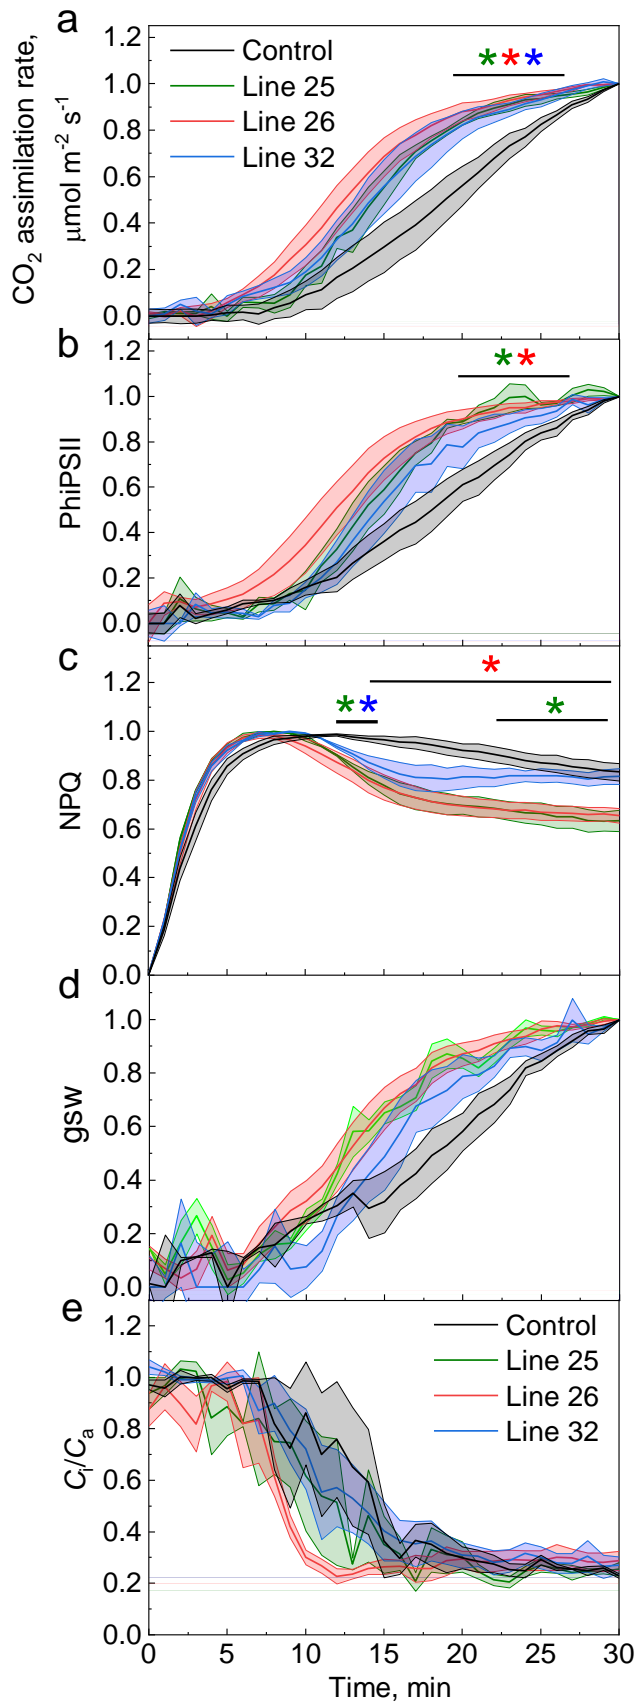 a
CO2 assimilation rate,
µmol m⁻² s⁻¹
1.2
1.0
0.8
0.6
0.4
0.2
0.0
Control
Line 25
Line 26
Line 32
***
b
PhiPSII
1.2
1.0
0.8
0.6
0.4
0.2
0.0
**
c
NPQ
1.2
1.0
0.8
0.6
0.4
0.2
0.0
*
**
*
d
gsw
1.0
0.8
0.6
0.4
0.2
0.0
e
Ci/Ca
1.2
1.0
0.8
0.6
0.4
0.2
0.0
Control
Line 25
Line 26
Line 32
0 5 10 15 20 25 30
Time, min